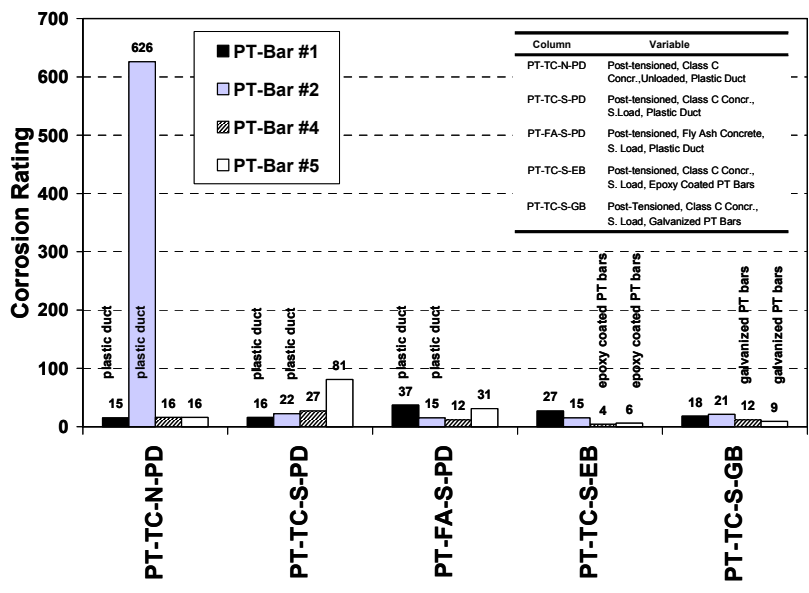 700
600
500
400
300
200
100
0
Corrosion Rating
PT-Bar #1
PT-Bar #2
PT-Bar #4
PT-Bar #5
Column Variable
PT-TC-N-PD Post-tensioned, Class C
Concr.,Unloaded, Plastic Duct
PT-TC-S-PD Post-tensioned, Class C Concr.,
S.Load, Plastic Duct
PT-FA-S-PD Post-tensioned, Fly Ash Concrete,
S. Load, Plastic Duct
PT-TC-S-EB Post-tensioned, Class C Concr.,
S. Load, Epoxy Coated PT Bars
PT-TC-S-GB Post-Tensioned, Class C Concr.,
S. Load, Galvanized PT Bars
plastic duct
plastic duct
15
626
16
16
plastic duct
plastic duct
16
22
27
81
plastic duct
plastic duct
37
15
12
31
epoxy coated PT bars
epoxy coated PT bars
27
15
4
6
galvanized PT bars
galvanized PT bars
18
21
12
9
PT-TC-N-PD
PT-TC-S-PD
PT-FA-S-PD
PT-TC-S-EB
PT-TC-S-GB